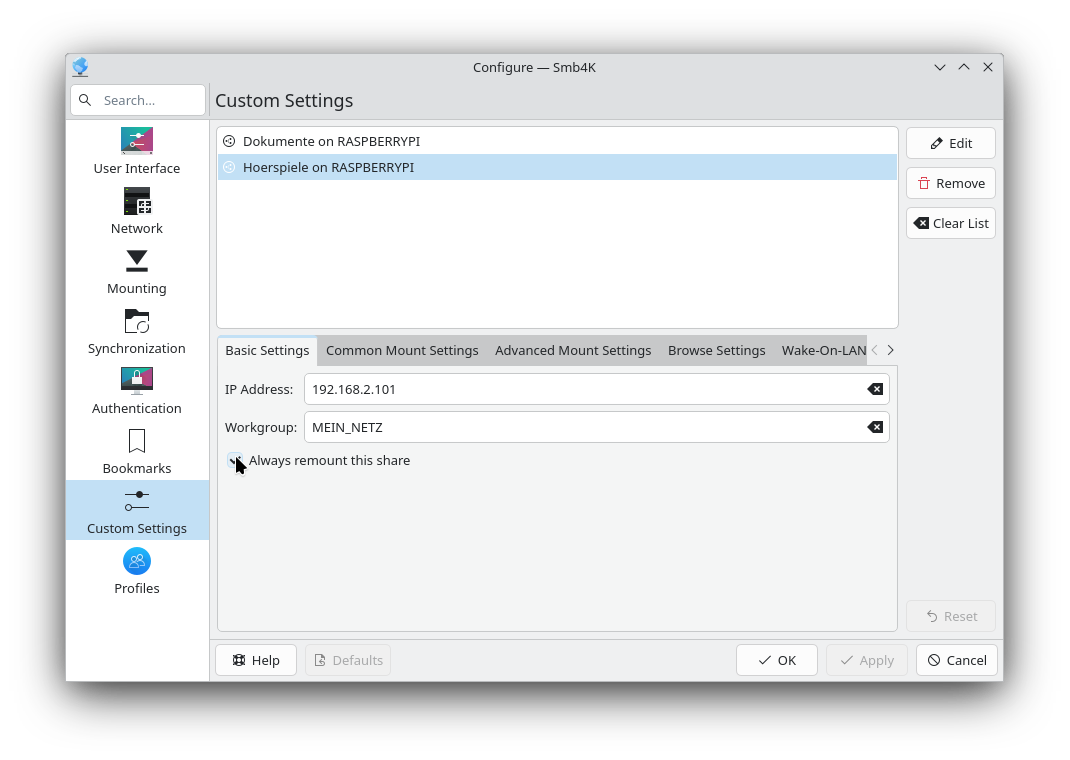 Configure — Smb4K
Search...
Custom Settings
User Interface
Network
Mounting
Synchronization
Authentication
Bookmarks
Custom Settings
Profiles
Dokumente on RASPBERRYPI
Hoerspiele on RASPBERRYPI
Edit
Remove
Clear List
Basic Settings Common Mount Settings Advanced Mount Settings Browse Settings Wake-On-LAN
IP Address: 192.168.2.101
Workgroup: MEIN_NETZ
Always remount this share
Reset
Help Defaults OK Apply Cancel